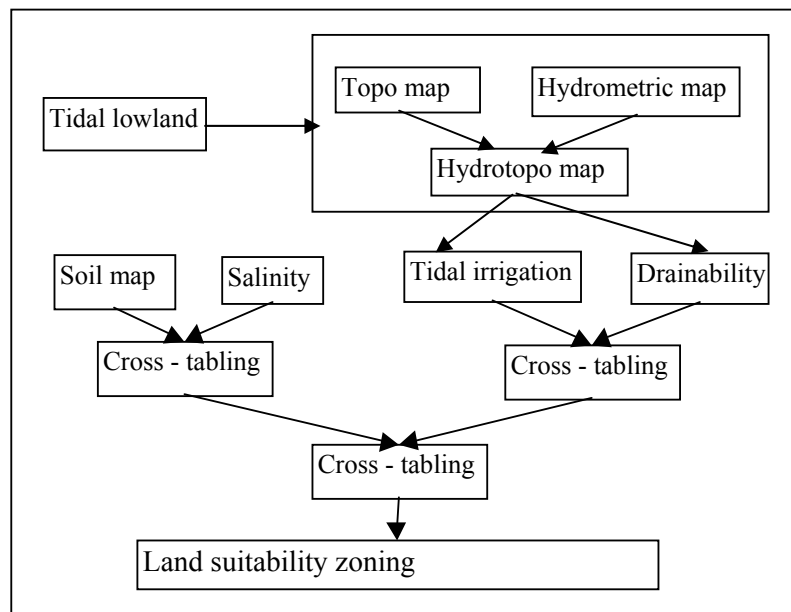 Topo map
Hydrometric map
Tidal lowland
Hydrotopo map
Soil map
Salinity
Tidal irrigation
Drainability
Cross - tabling
Cross - tabling
Cross - tabling
Land suitability zoning